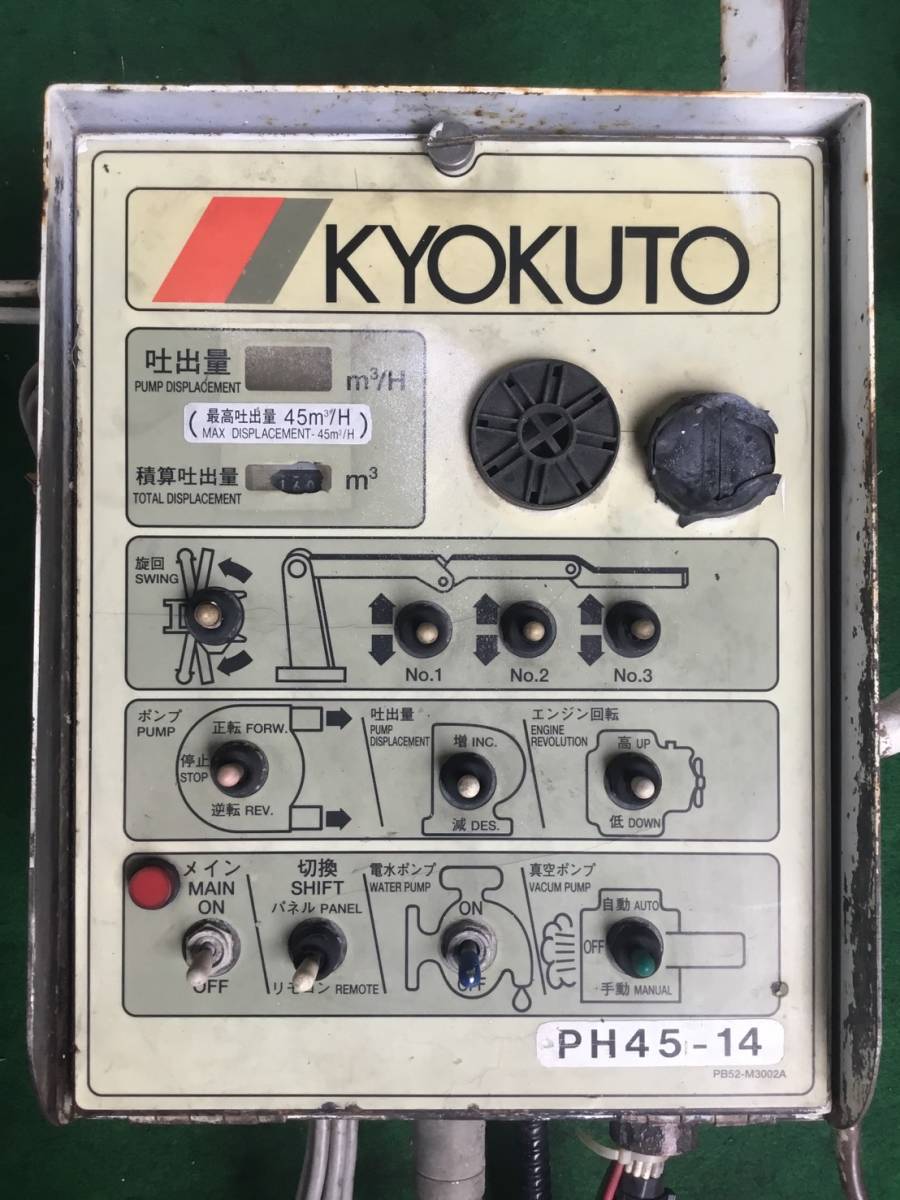 KYOKUTO
吐出量
PUMP DISPLACEMENT
m³/H
(最高吐出量 45m³/H
MAX DISPLACEMENT-45m³/H)
積算吐出量
TOTAL DISPLACEMENT
m³
旋回
SWING
No.1
No.2
No.3
ポンプ
PUMP
正転 FORW.
停止
STOP
逆転 REV.
吐出量
PUMP
DISPLACEMENT
増 INC.
減 DES.
エンジン回転
ENGINE
REVOLUTION
高 UP
低 DOWN
メイン
MAIN
ON
OFF
切換
SHIFT
パネル PANEL
リモコン REMOTE
電水ポンプ
WATER PUMP
ON
OFF
真空ポンプ
VACUM PUMP
自動 AUTO
OFF
手動 MANUAL
PH45-14
PB52-M3002A